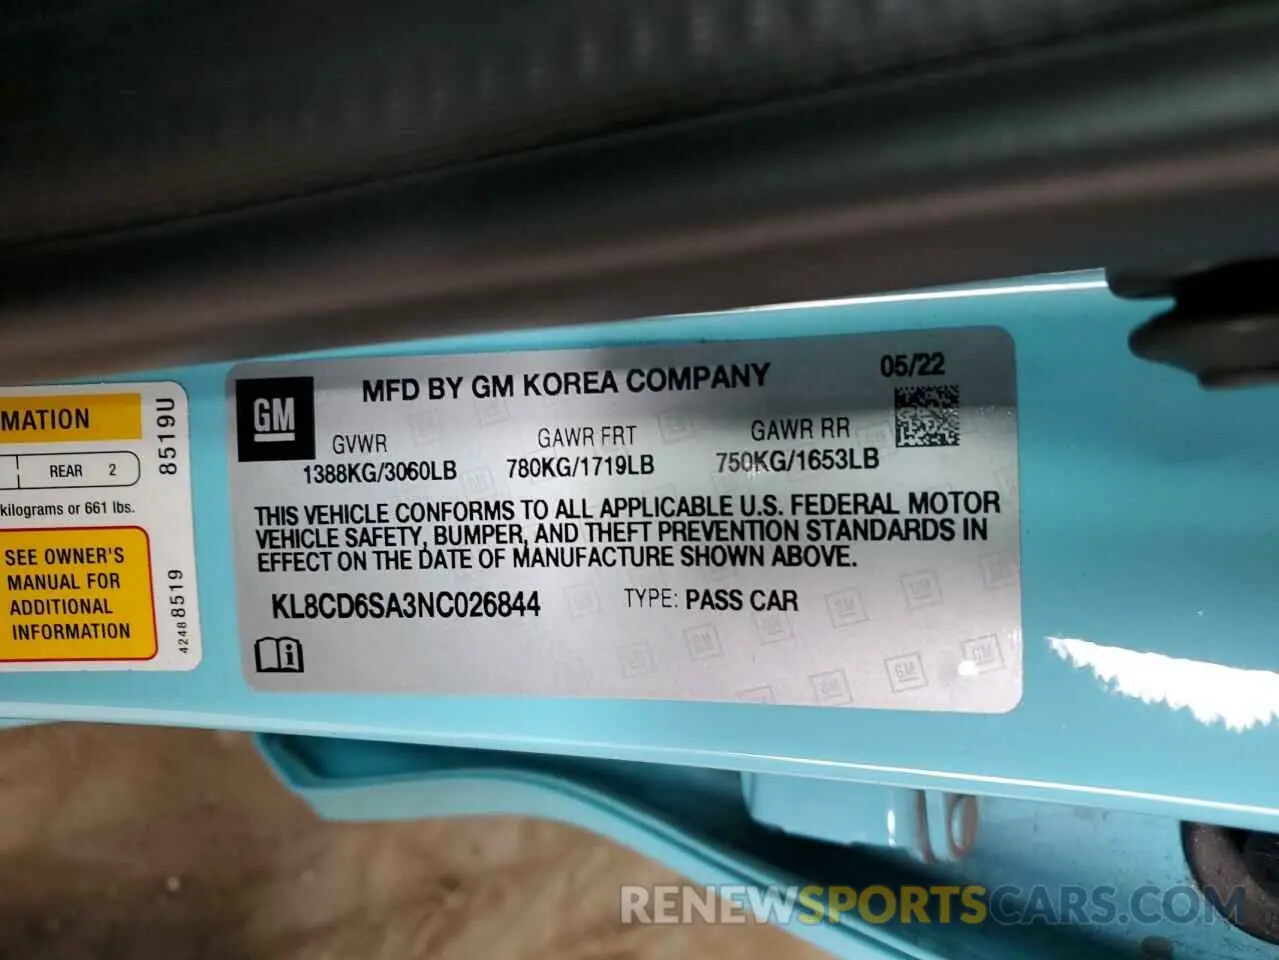 MATION
REAR 2
kilograms or 661 lbs.
SEE OWNER'S
MANUAL FOR
ADDITIONAL
INFORMATION
8519U
42488519
GM
MFD BY GM KOREA COMPANY
05/22
GVWR
1388KG/3060LB
GAWR FRT
780KG/1719LB
GAWR RR
750KG/1653LB
THIS VEHICLE CONFORMS TO ALL APPLICABLE U.S. FEDERAL MOTOR
VEHICLE SAFETY, BUMPER, AND THEFT PREVENTION STANDARDS IN
EFFECT ON THE DATE OF MANUFACTURE SHOWN ABOVE.
KL8CD6SA3NC026844
TYPE: PASS CAR
RENEWSPORTSCARS.COM